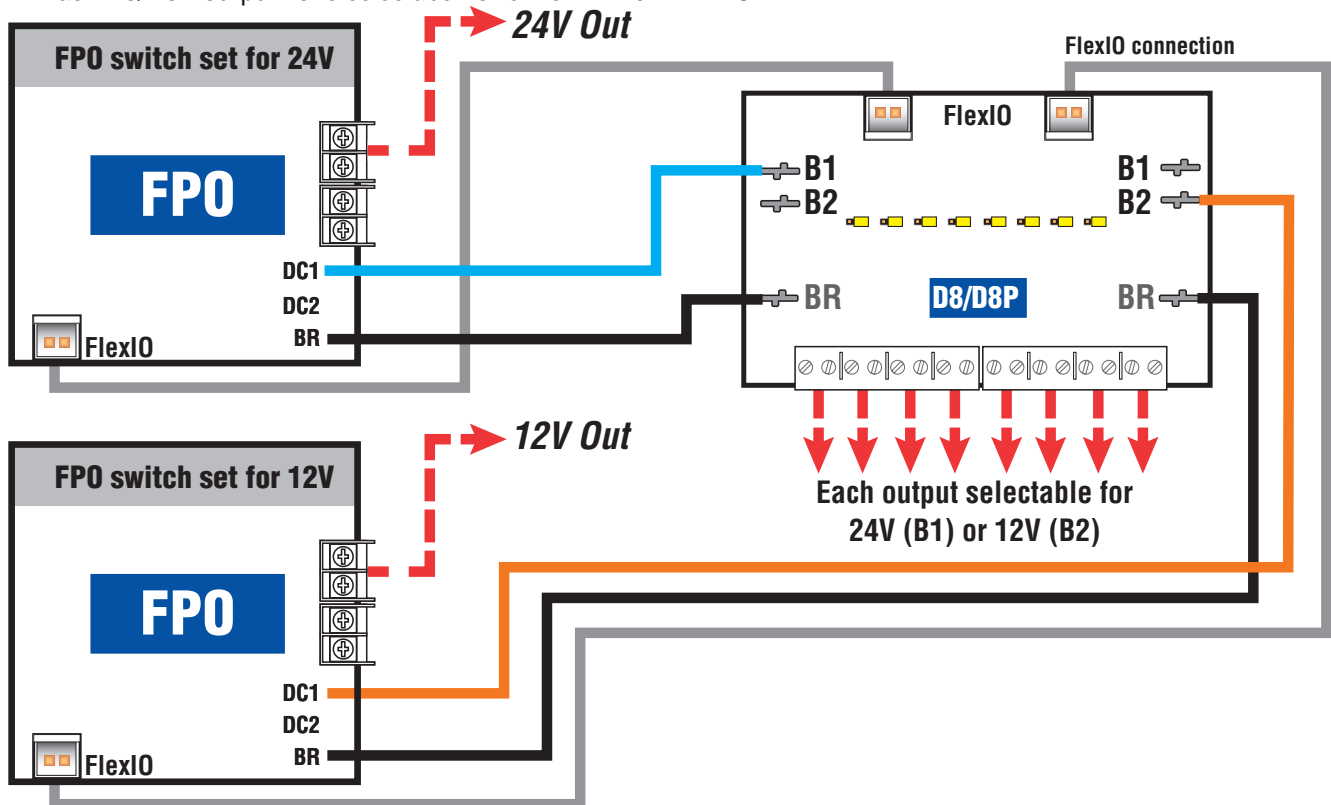 24V Out
FPO switch set for 24V
FPO
DC1
DC2
BR
FlexIO
FlexIO connection
FlexIO
B1
B2
B1
B2
BR
D8/D8P
BR
Each output selectable for
24V (B1) or 12V (B2)
12V Out
FPO switch set for 12V
FPO
DC1
DC2
BR
FlexIO